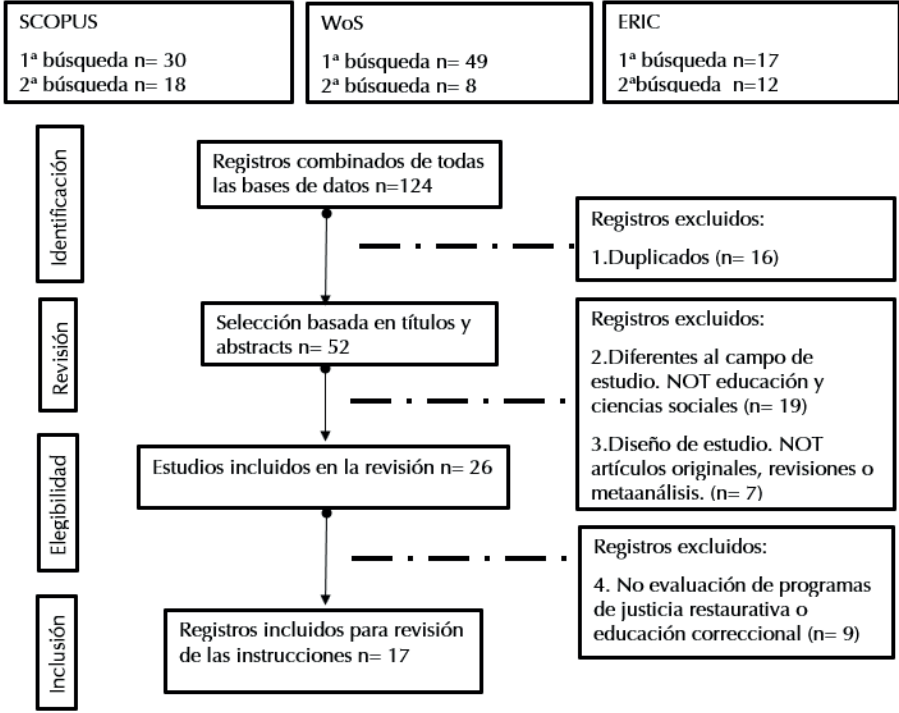 SCOPUS
1ª búsqueda n= 30
2ª búsqueda n= 18
WoS
1ª búsqueda n= 49
2ª búsqueda n= 8
ERIC
1ª búsqueda n=17
2ªbúsqueda n=12
Identificación
Registros combinados de todas
las bases de datos n=124
Registros excluidos:
1.Duplicados (n= 16)
Revisión
Selección basada en títulos y
abstracts n= 52
Registros excluidos:
2.Diferentes al campo de
estudio. NOT educación y
ciencias sociales (n= 19)
3.Diseño de estudio. NOT
artículos originales, revisiones o
metaanálisis. (n= 7)
Elegibilidad
Estudios incluidos en la revisión n= 26
Registros excluidos:
4. No evaluación de programas
de justicia restaurativa o
educación correccional (n= 9)
Inclusión
Registros incluidos para revisión
de las instrucciones n= 17